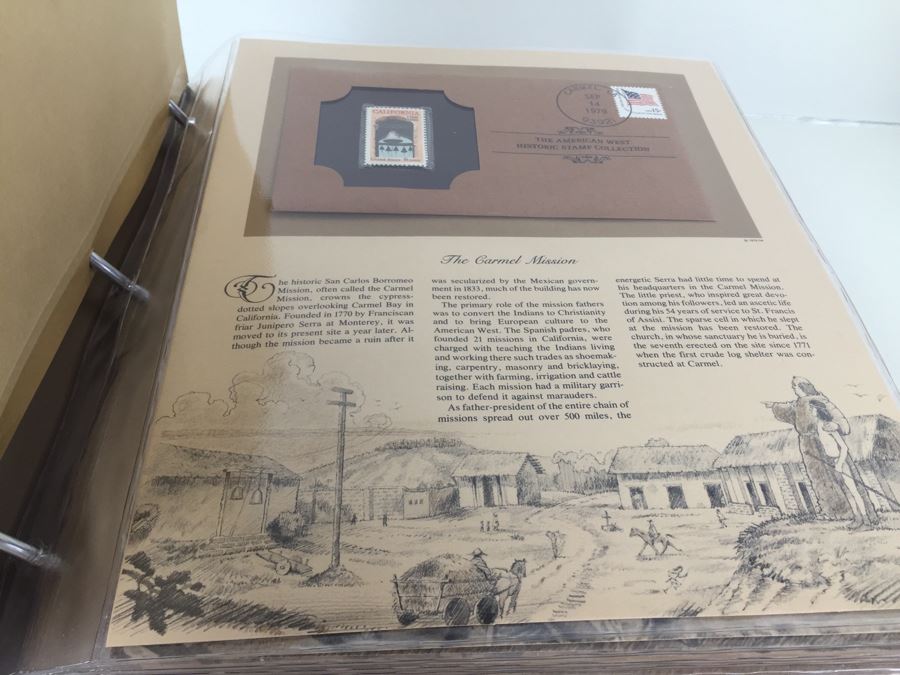 CALIFORNIA
CARMEL
SEP
14
1979
93921
THE AMERICAN WEST
HISTORIC STAMP COLLECTION
The Carmel Mission
The historic San Carlos Borromeo
Mission, often called the Carmel
Mission, crowns the cypress-
dotted slopes overlooking Carmel Bay in
California. Founded in 1770 by Franciscan
friar Junípero Serra at Monterey, it was
moved to its present site a year later. Al-
though the mission became a ruin after it
was secularized by the Mexican govern-
ment in 1833, much of the building has now
been restored.
The primary role of the mission fathers
was to convert the Indians to Christianity
and to bring European culture to the
American West. The Spanish padres, who
founded 21 missions in California, were
charged with teaching the Indians living
and working there such trades as shoemak-
ing, carpentry, masonry and bricklaying,
together with farming, irrigation and cattle
raising. Each mission had a military garri-
son to defend it against marauders.
As father-president of the entire chain of
missions spread out over 500 miles, the
energetic Serra had little time to spend at
his headquarters in the Carmel Mission.
The little priest, who inspired great devo-
tion among his followers, led an ascetic life
during his 54 years of service to St. Francis
of Assisi. The sparse cell in which he slept
at the mission has been restored. The
church, in whose sanctuary he is buried, is
the seventh erected on the site since 1771
when the first crude log shelter was con-
structed at Carmel.